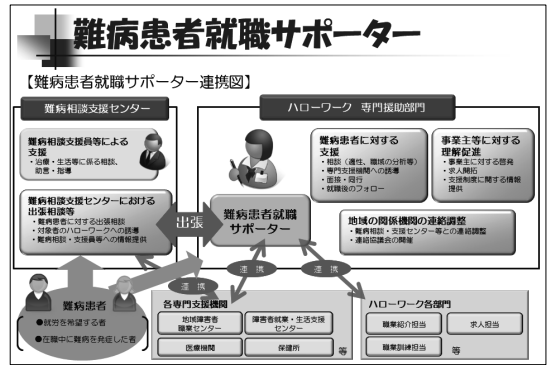 難病患者就職サポーター
【難病患者就職サポーター連携図】
難病相談支援センター
難病相談支援員等による
支援
・治療・生活等に係る相談、
助言・指導
難病相談支援センターにおける
出張相談等
・難病患者に対する出張相談
・対象者のハローワークへの誘導
・難病相談・支援員等への情報提供
出張
ハローワーク 専門援助部門
難病患者就職
サポーター
難病患者に対する
支援
・相談（適性、職域の分析等）
・専門支援機関への誘導
・面接・同行
・就職後のフォロー
事業主等に対する
理解促進
・事業主に対する啓発
・求人開拓
・支援制度に関する情報
提供
地域の関係機関の連絡調整
・難病相談・支援センター等との連絡調整
・連絡協議会の開催
連携
連携
連携
難病患者
●就労を希望する者
●在職中に難病を発症した者
各専門支援機関
地域障害者
職業センター
障害者就業・生活支援
センター
医療機関
保健所
等
ハローワーク各部門
職業紹介担当
求人担当
職業訓練担当
等